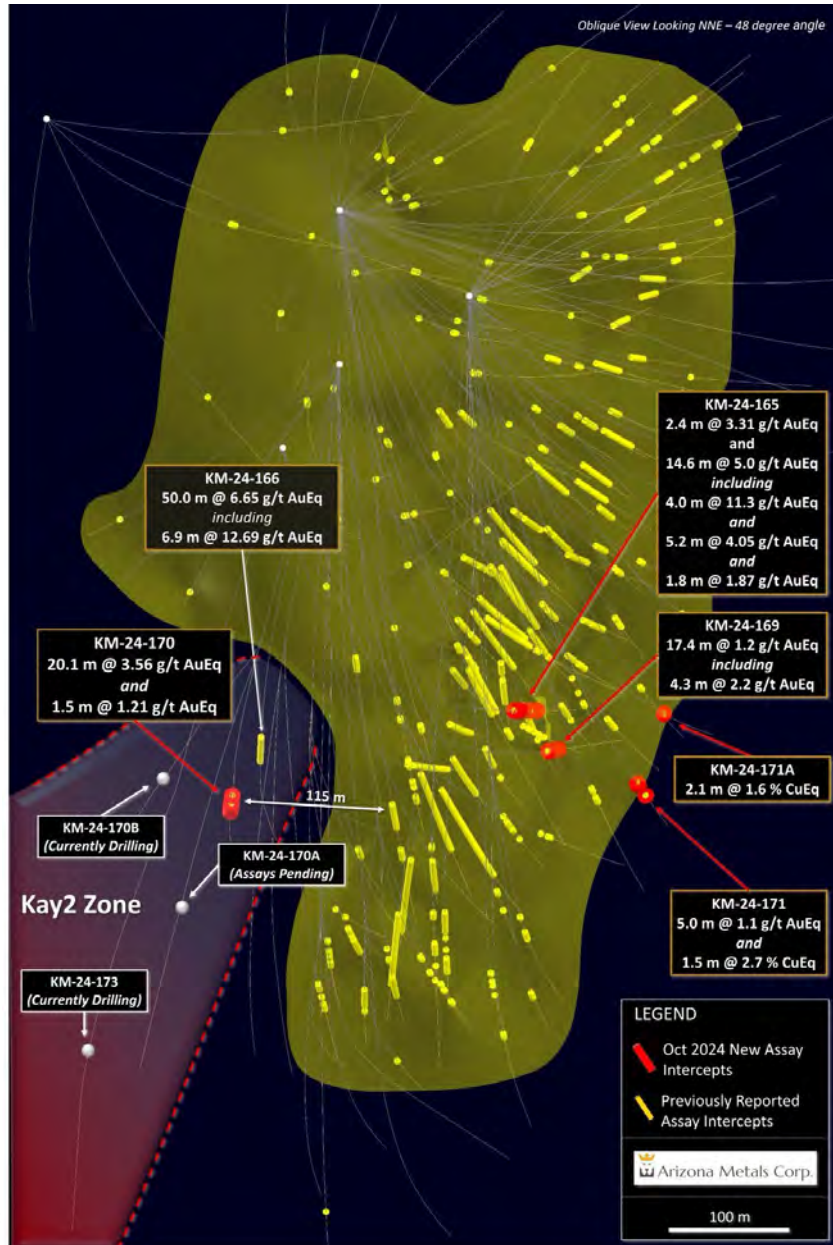 Oblique View Looking NNE – 48 degree angle
KM-24-165
2.4 m @ 3.31 g/t AuEq
and
14.6 m @ 5.0 g/t AuEq
including
4.0 m @ 11.3 g/t AuEq
and
5.2 m @ 4.05 g/t AuEq
and
1.8 m @ 1.87 g/t AuEq
KM-24-166
50.0 m @ 6.65 g/t AuEq
including
6.9 m @ 12.69 g/t AuEq
KM-24-169
17.4 m @ 1.2 g/t AuEq
including
4.3 m @ 2.2 g/t AuEq
KM-24-170
20.1 m @ 3.56 g/t AuEq
and
1.5 m @ 1.21 g/t AuEq
KM-24-171A
2.1 m @ 1.6 % CuEq
115 m
KM-24-170B
(Currently Drilling)
KM-24-170A
(Assays Pending)
Kay2 Zone
KM-24-171
5.0 m @ 1.1 g/t AuEq
and
1.5 m @ 2.7 % CuEq
KM-24-173
(Currently Drilling)
LEGEND
Oct 2024 New Assay
Intercepts
Previously Reported
Assay Intercepts
Arizona Metals Corp.
100 m